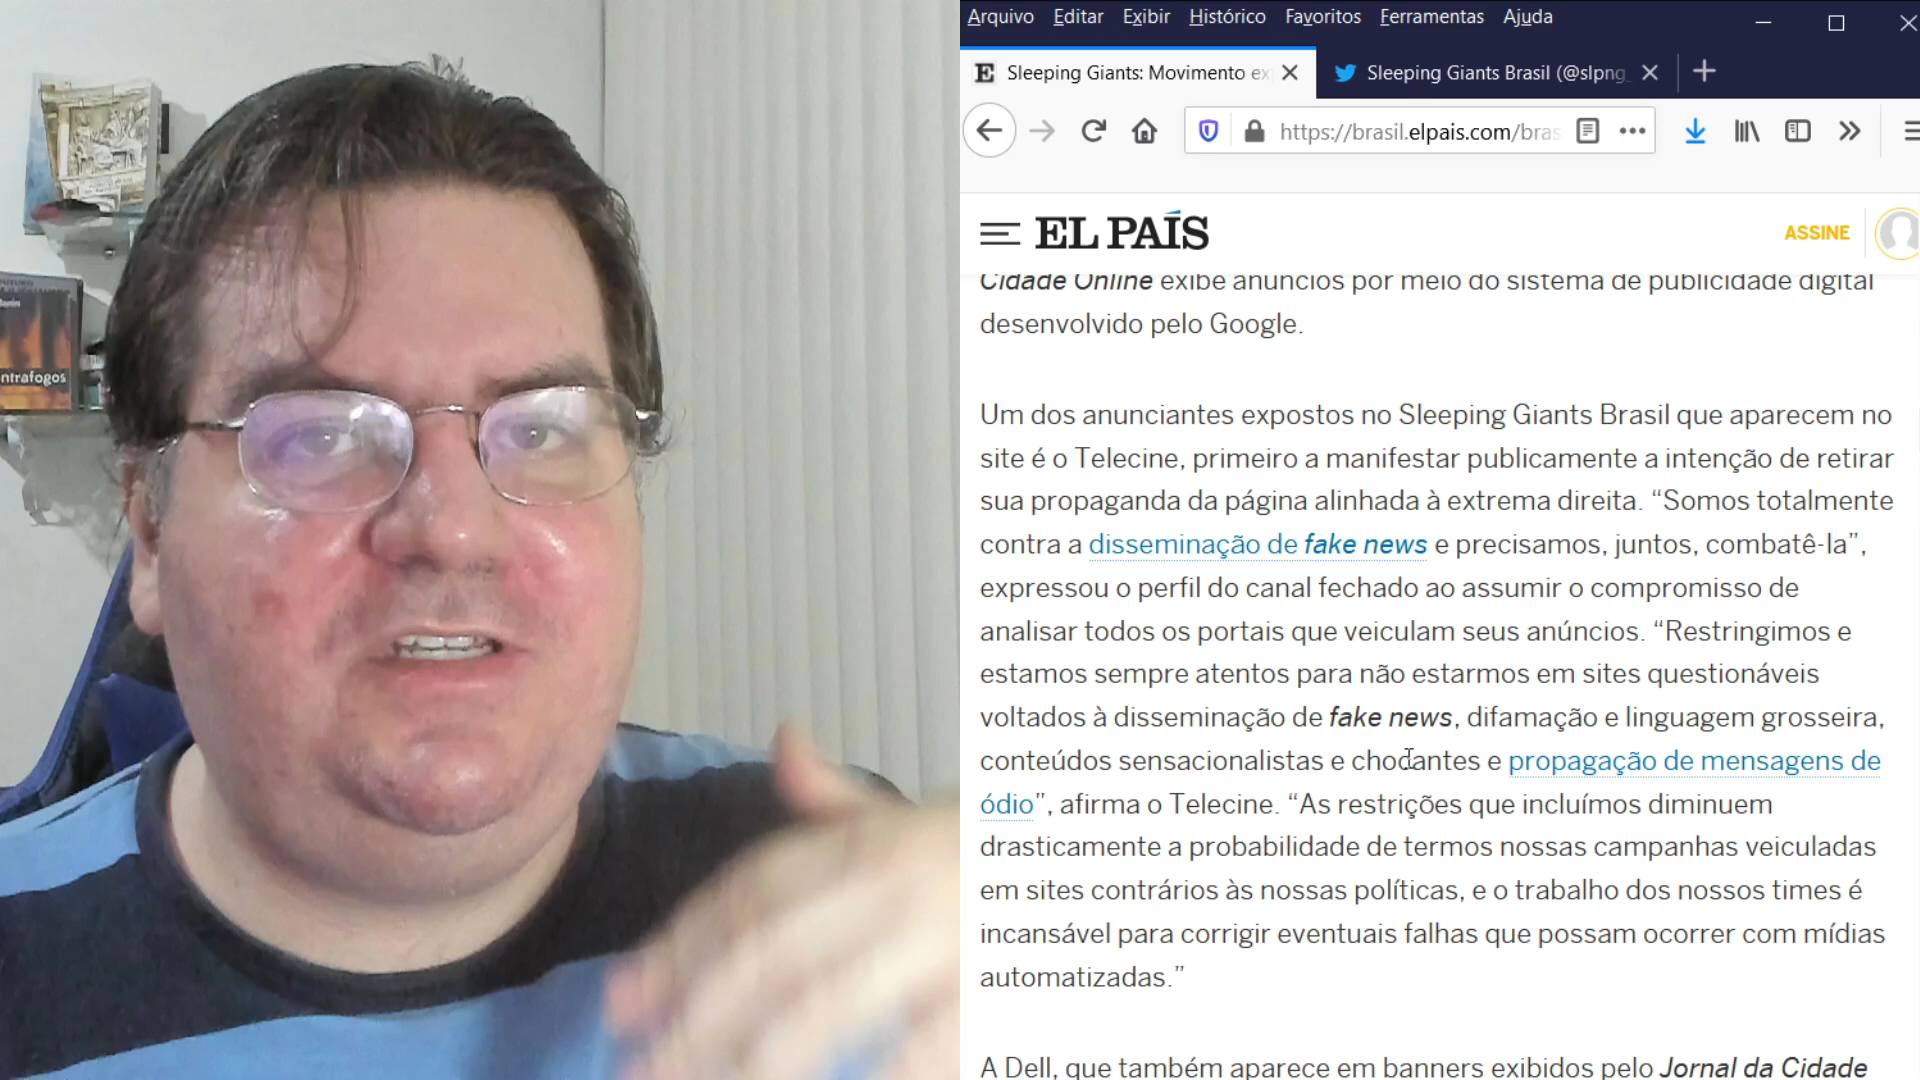 Arquivo Editar Exibir Histórico Favoritos Ferramentas Ajuda
Sleeping Giants: Movimento ex
Sleeping Giants Brasil (@slpng_
https://brasil.elpais.com/bras
EL PAÍS
ASSINE
Cidade Online exibe anúncios por meio do sistema de publicidade digital
desenvolvido pelo Google.
Um dos anunciantes expostos no Sleeping Giants Brasil que aparecem no
site é o Telecine, primeiro a manifestar publicamente a intenção de retirar
sua propaganda da página alinhada à extrema direita. “Somos totalmente
contra a disseminação de fake news e precisamos, juntos, combatê-la”,
expressou o perfil do canal fechado ao assumir o compromisso de
analisar todos os portais que veiculam seus anúncios. “Restringimos e
estamos sempre atentos para não estarmos em sites questionáveis
voltados à disseminação de fake news, difamação e linguagem grosseira,
conteúdos sensacionalistas e chocantes e propagação de mensagens de
ódio”, afirma o Telecine. “As restrições que incluímos diminuem
drasticamente a probabilidade de termos nossas campanhas veiculadas
em sites contrários às nossas políticas, e o trabalho dos nossos times é
incansável para corrigir eventuais falhas que possam ocorrer com mídias
automatizadas.”
A Dell, que também aparece em banners exibidos pelo Jornal da Cidade
ntrafogos